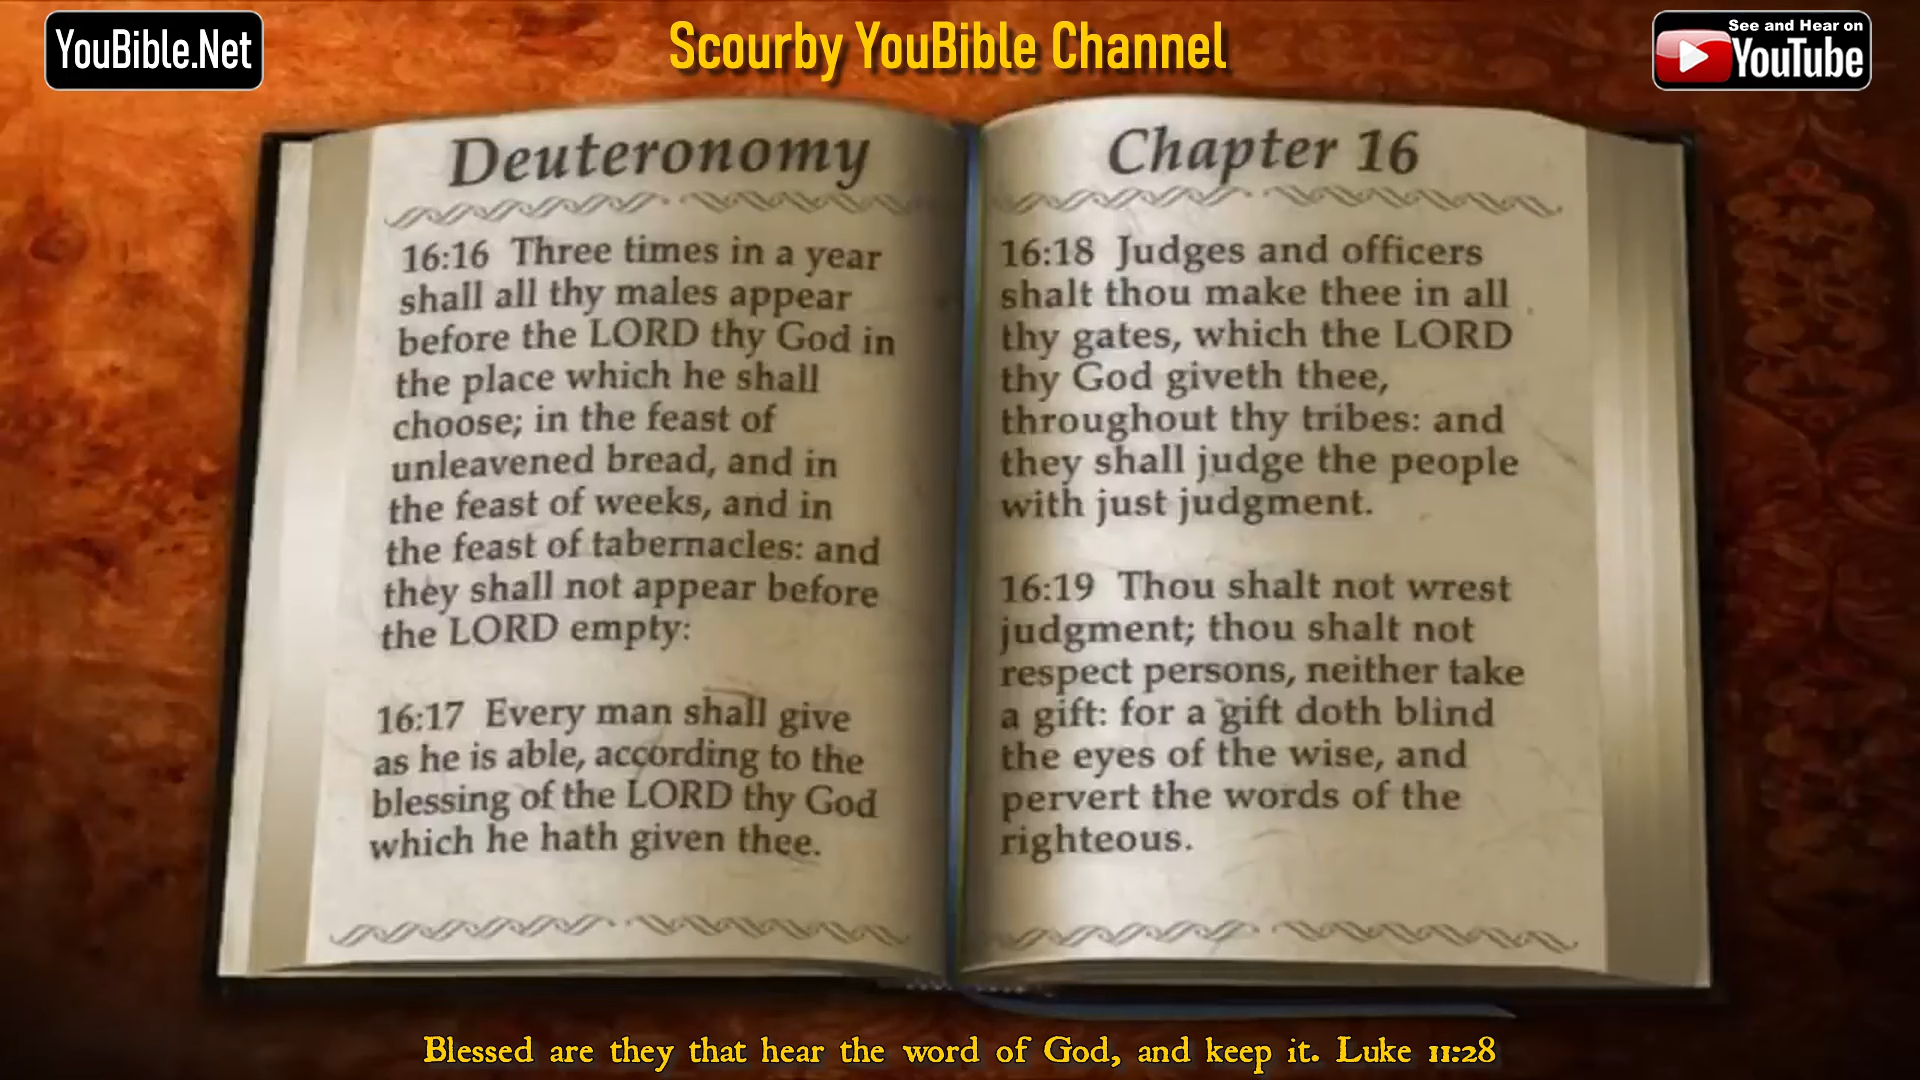 YouBible.Net
Scourby YouBible Channel
See and Hear on
YouTube
Deuteronomy
16:16 Three times in a year
shall all thy males appear
before the LORD thy God in
the place which he shall
choose; in the feast of
unleavened bread, and in
the feast of weeks, and in
the feast of tabernacles: and
they shall not appear before
the LORD empty:
16:17 Every man shall give
as he is able, according to the
blessing of the LORD thy God
which he hath given thee.
Chapter 16
16:18 Judges and officers
shalt thou make thee in all
thy gates, which the LORD
thy God giveth thee,
throughout thy tribes: and
they shall judge the people
with just judgment.
16:19 Thou shalt not wrest
judgment; thou shalt not
respect persons, neither take
a gift: for a gift doth blind
the eyes of the wise, and
pervert the words of the
righteous.
Blessed are they that hear the word of God, and keep it. Luke 11:28